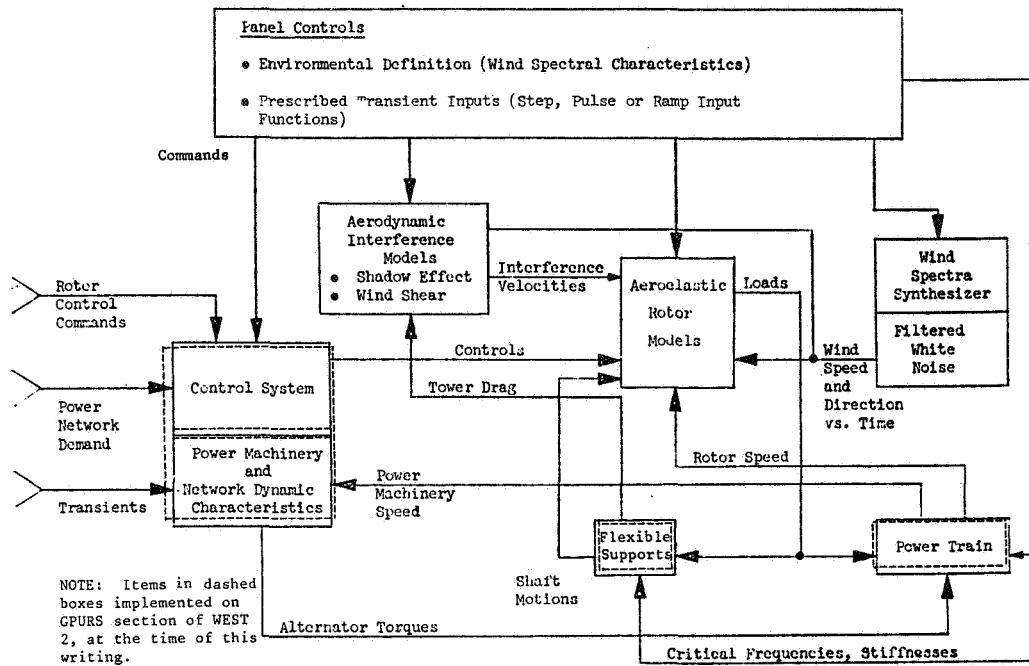 Panel Controls
• Environmental Definition (Wind Spectral Characteristics)
• Prescribed Transient Inputs (Step, Pulse or Ramp Input
Functions)
Commands
Aerodynamic
Interference
Models
• Shadow Effect
• Wind Shear
Interference
Velocities
Aeroelastic
Rotor
Models
Loads
Wind
Spectra
Synthesizer
Filtered
White
Noise
Wind
Speed
and
Direction
vs. Time
Rotor
Control
Commands
Controls
Tower Drag
Control System
Power
Network
Demand
Power Machinery
and
Network Dynamic
Characteristics
Power
Machinery
Speed
Rotor Speed
Transients
Flexible
Supports
Power Train
Shaft
Motions
NOTE: Items in dashed
boxes implemented on
GPURS section of WEST
2, at the time of this
writing.
Alternator Torques
Critical Frequencies, Stiffnesses